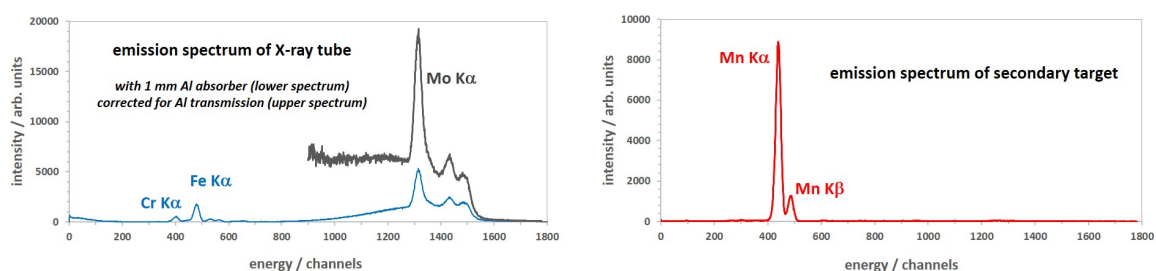 emission spectrum of X-ray tube
with 1 mm Al absorber (lower spectrum)
corrected for Al transmission (upper spectrum)
Mo Kα
Fe Kα
Cr Kα
intensity / arb. units
20000
15000
10000
5000
0
0 200 400 600 800 1000 1200 1400 1600 1800
energy / channels
emission spectrum of secondary target
Mn Kα
Mn Kβ
intensity / arb. units
10000
8000
6000
4000
2000
0
0 200 400 600 800 1000 1200 1400 1600 1800
energy / channels